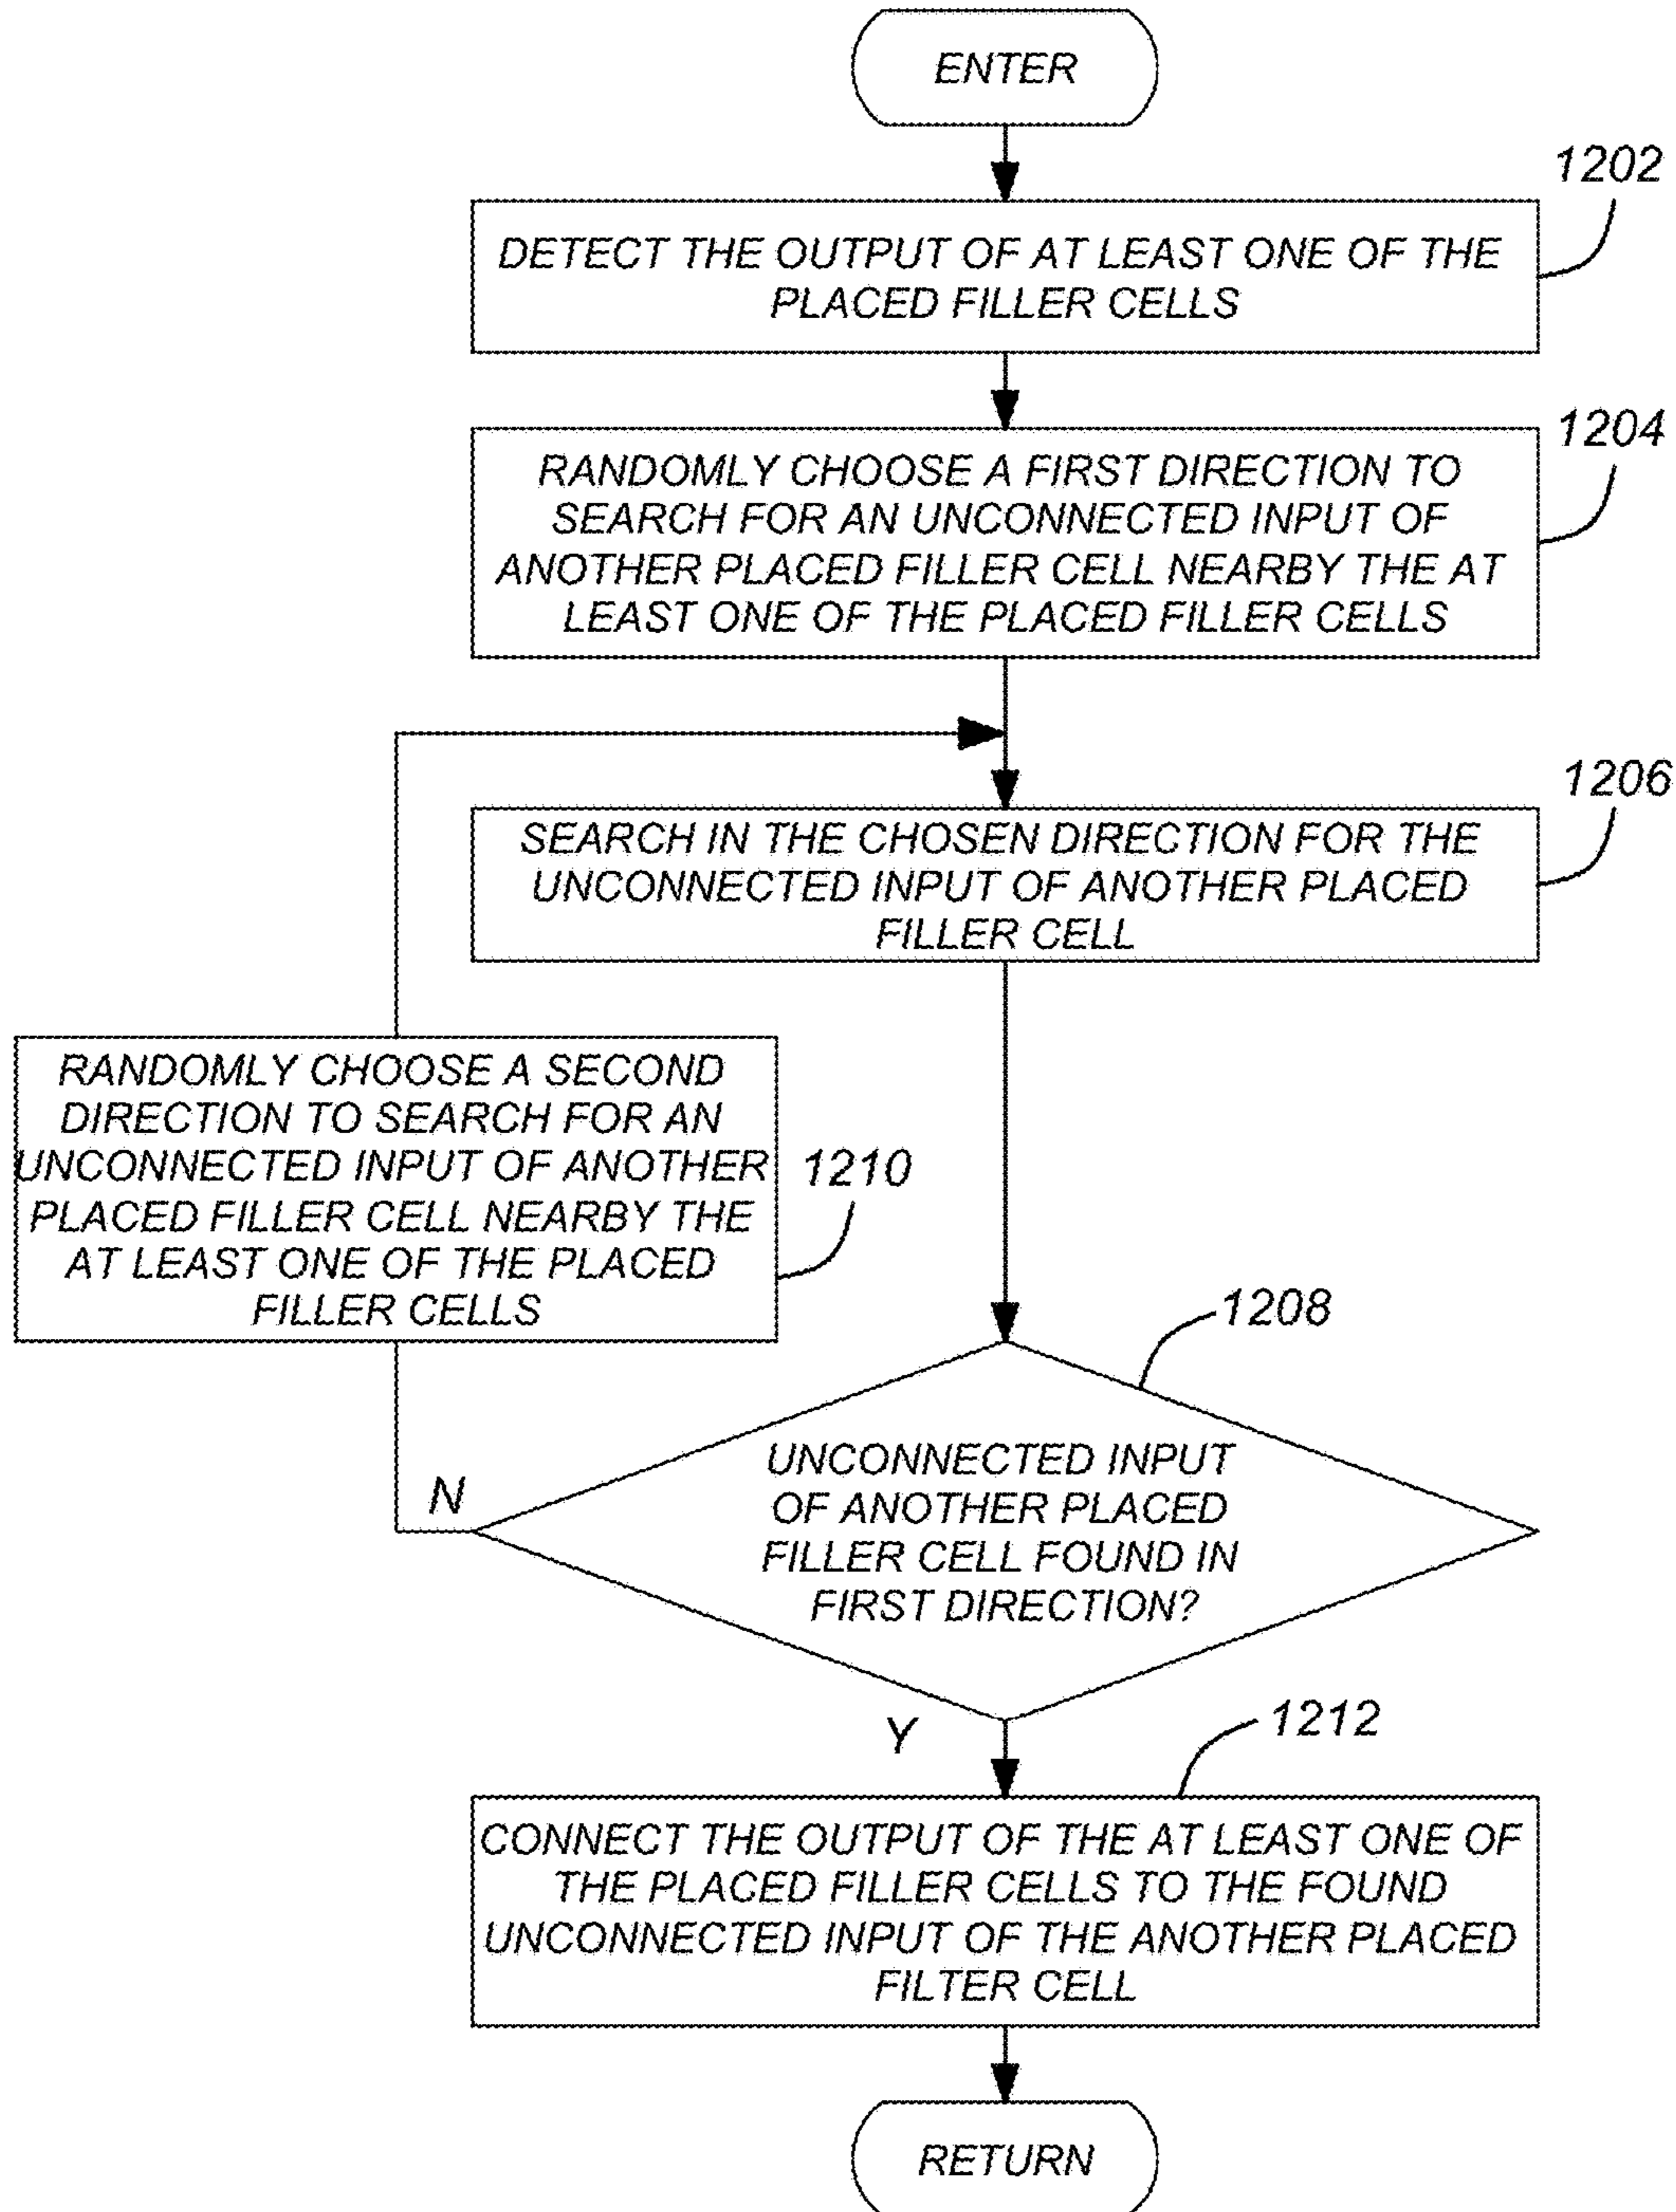 ENTER
1202
DETECT THE OUTPUT OF AT LEAST ONE OF THE
PLACED FILLER CELLS
1204
RANDOMLY CHOOSE A FIRST DIRECTION TO
SEARCH FOR AN UNCONNECTED INPUT OF
ANOTHER PLACED FILLER CELL NEARBY THE AT
LEAST ONE OF THE PLACED FILLER CELLS
1206
SEARCH IN THE CHOSEN DIRECTION FOR THE
UNCONNECTED INPUT OF ANOTHER PLACED
FILLER CELL
RANDOMLY CHOOSE A SECOND
DIRECTION TO SEARCH FOR AN
UNCONNECTED INPUT OF ANOTHER
PLACED FILLER CELL NEARBY THE
AT LEAST ONE OF THE PLACED
FILLER CELLS
1210
1208
UNCONNECTED INPUT
OF ANOTHER PLACED
FILLER CELL FOUND IN
FIRST DIRECTION?
N
Y
1212
CONNECT THE OUTPUT OF THE AT LEAST ONE OF
THE PLACED FILLER CELLS TO THE FOUND
UNCONNECTED INPUT OF THE ANOTHER PLACED
FILTER CELL
RETURN